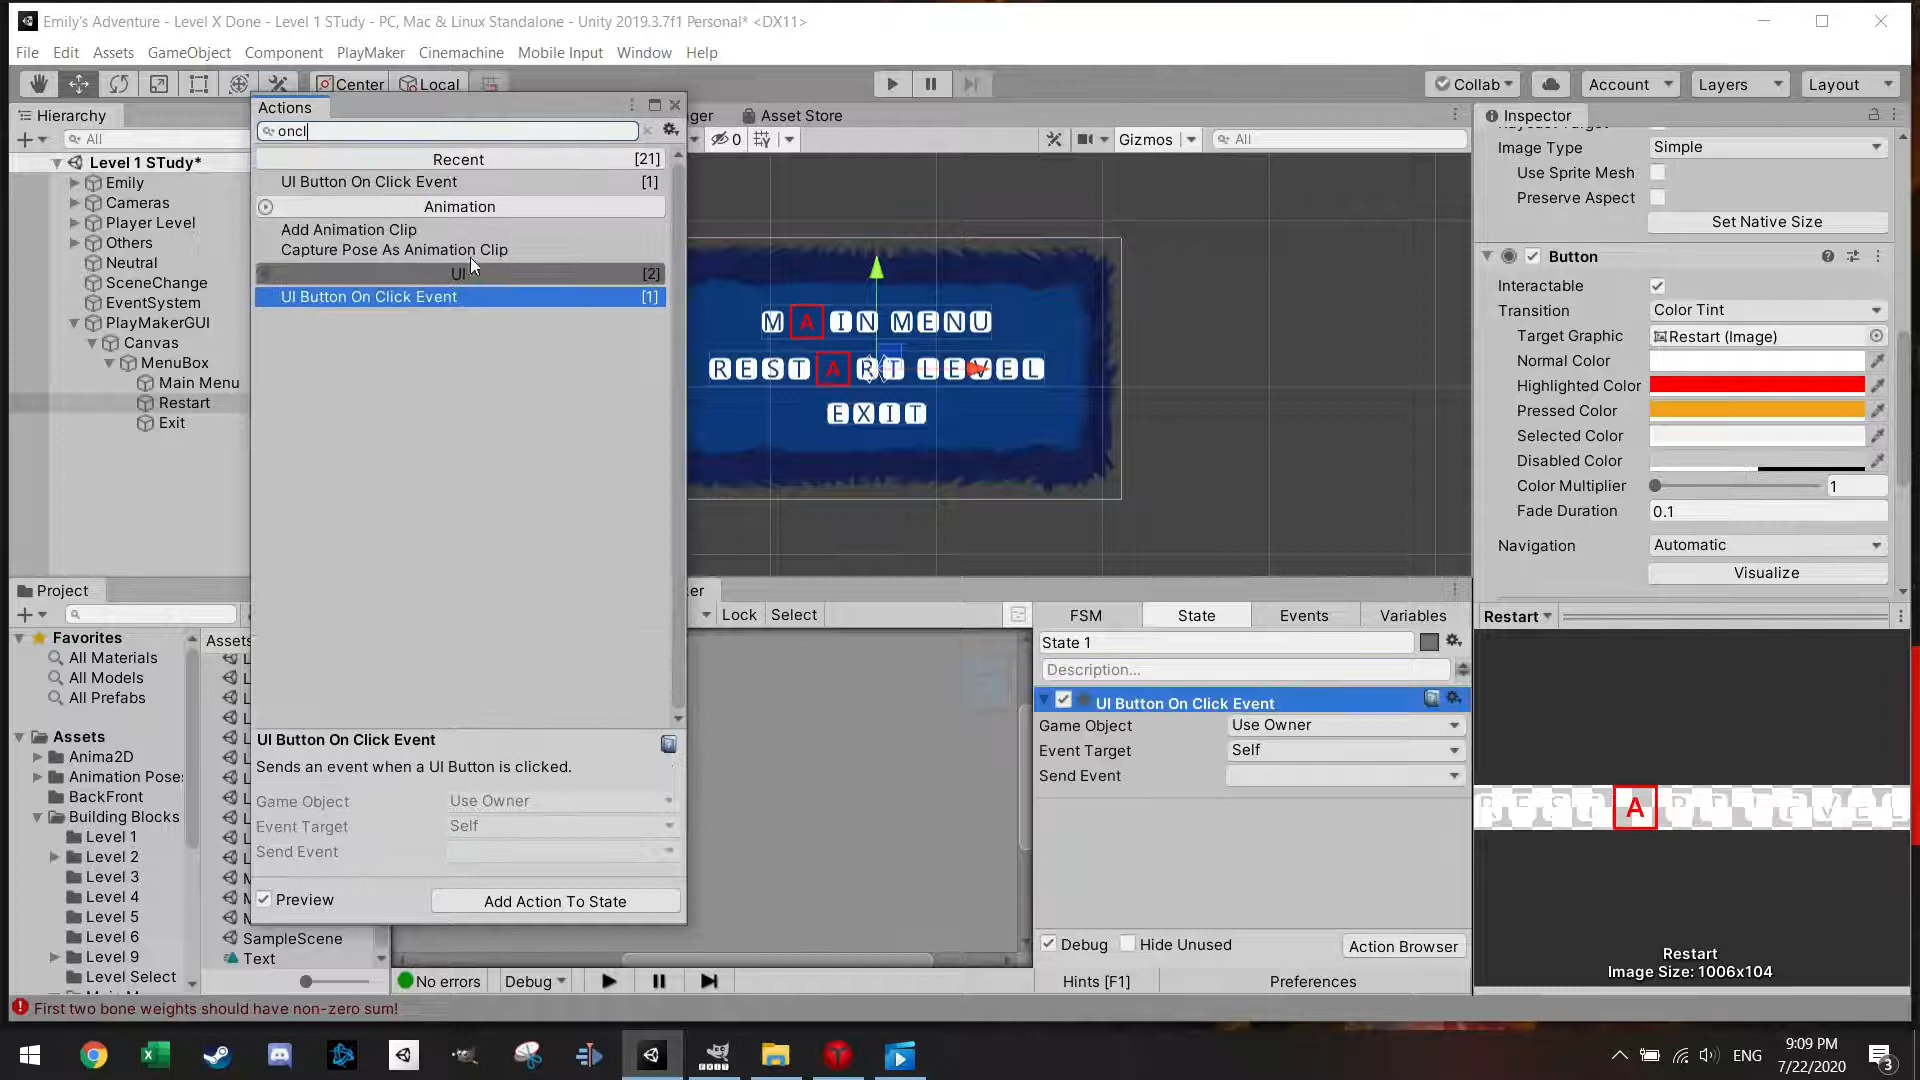 Emily's Adventure - Level X Done - Level 1 STudy - PC, Mac & Linux Standalone - Unity 2019.3.7f1 Personal* <DX11>
File Edit Assets GameObject Component PlayMaker Cinemachine Mobile Input Window Help
Center Local Collab Account Layers Layout
Hierarchy
All
Level 1 STudy*
Emily
Cameras
Player Level
Others
Neutral
SceneChange
EventSystem
PlayMakerGUI
Canvas
MenuBox
Main Menu
Restart
Exit
Actions
oncl
Recent [21]
UI Button On Click Event [1]
Animation
Add Animation Clip
Capture Pose As Animation Clip
UI [2]
UI Button On Click Event [1]
UI Button On Click Event
Sends an event when a UI Button is clicked.
Game Object Use Owner
Event Target Self
Send Event
Preview Add Action To State
Asset Store
0 Gizmos All
MAIN MENU
RESTART LEVEL
EXIT
Inspector
Image Type Simple
Use Sprite Mesh
Preserve Aspect
Set Native Size
Button
Interactable
Transition Color Tint
Target Graphic Restart (Image)
Normal Color
Highlighted Color
Pressed Color
Selected Color
Disabled Color
Color Multiplier 1
Fade Duration 0.1
Navigation Automatic
Visualize
Project
Favorites
All Materials
All Models
All Prefabs
Assets
Anima2D
Animation Pose
BackFront
Building Blocks
Level 1
Level 2
Level 3
Level 4
Level 5
Level 6
Level 9
Level Select
Assets
SampleScene
Text
Lock Select
FSM State Events Variables
State 1
Description...
UI Button On Click Event
Game Object Use Owner
Event Target Self
Send Event
Debug Hide Unused Action Browser
No errors Debug Hints [F1] Preferences
Restart
A
Restart
Image Size: 1006x104
First two bone weights should have non-zero sum!
EXIT
ENG
9:09 PM
7/22/2020
3